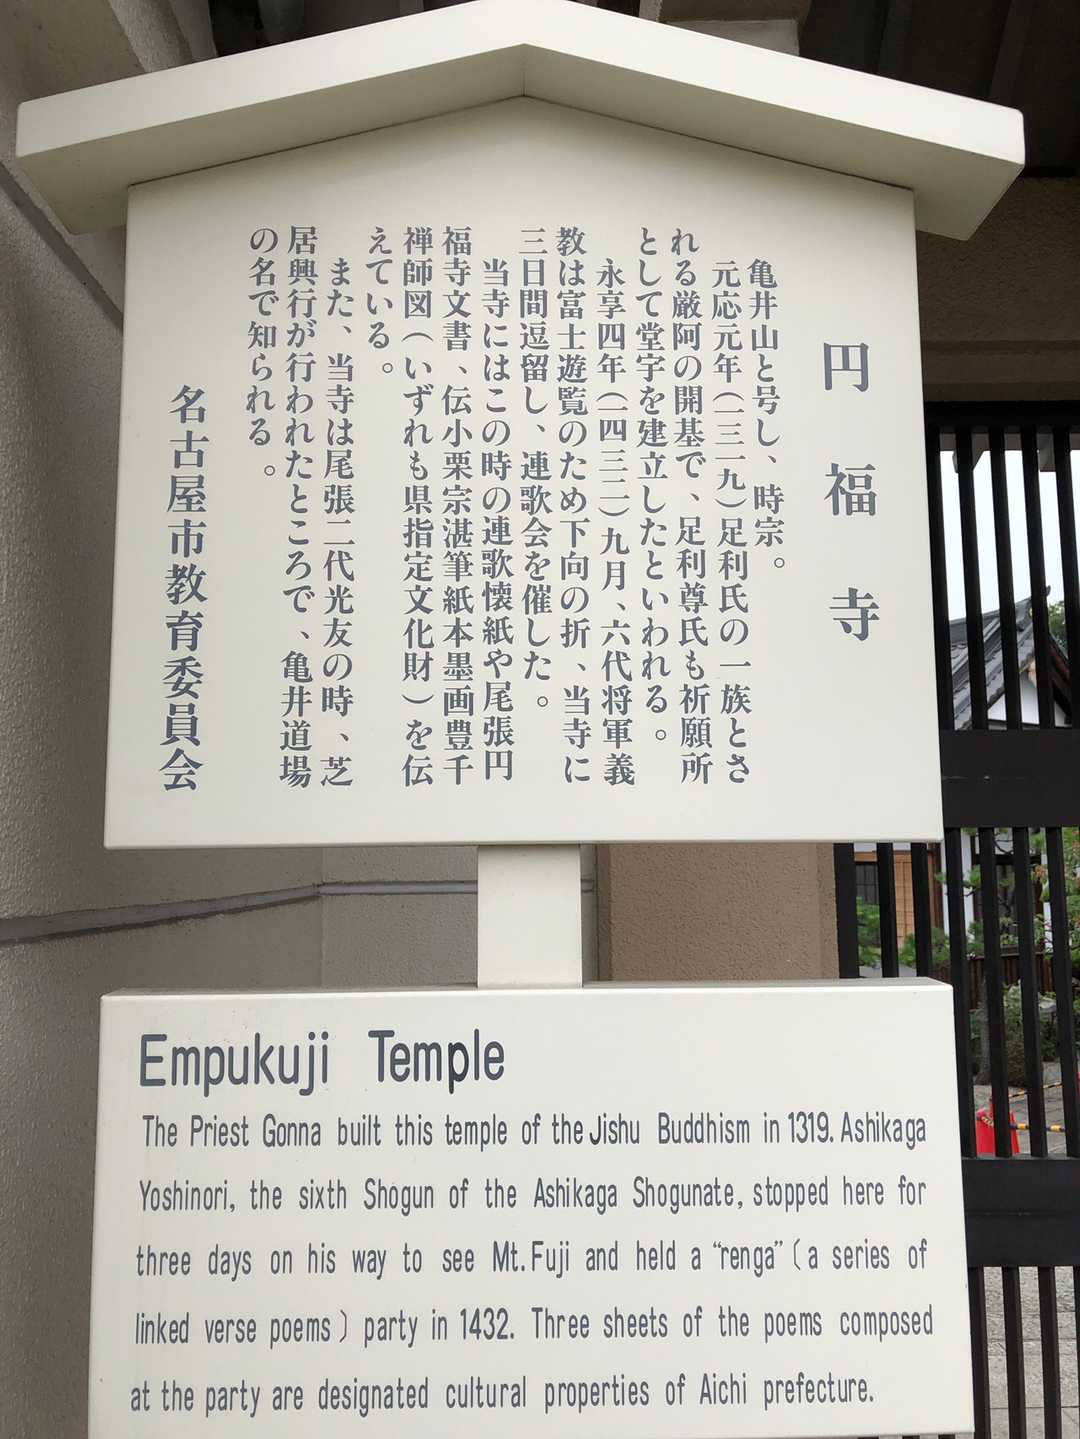 円福寺
亀井山と号し、時宗。
元応元年(一三一九)足利氏の一族とさ
れる厳阿の開基で、足利尊氏も祈願所
として堂宇を建立したといわれる。
永享四年(一四三二)九月、六代将軍義
教は富士遊覧のため下向の折、当寺に
三日間逗留し、連歌会を催した。
当寺にはこの時の連歌懐紙や尾張円
福寺文書、伝小栗宗湛筆紙本墨画豊干
禅師図(いずれも県指定文化財)を伝
えている。
また、当寺は尾張二代光友の時、芝
居興行が行われたところで、亀井道場
の名で知られる。
名古屋市教育委員会
Empukuji Temple
The Priest Gonna built this temple of the Jishu Buddhism in 1319. Ashikaga
Yoshinori, the sixth Shogun of the Ashikaga Shogunate, stopped here for
three days on his way to see Mt.Fuji and held a “renga” (a series of
linked verse poems) party in 1432. Three sheets of the poems composed
at the party are designated cultural properties of Aichi prefecture.